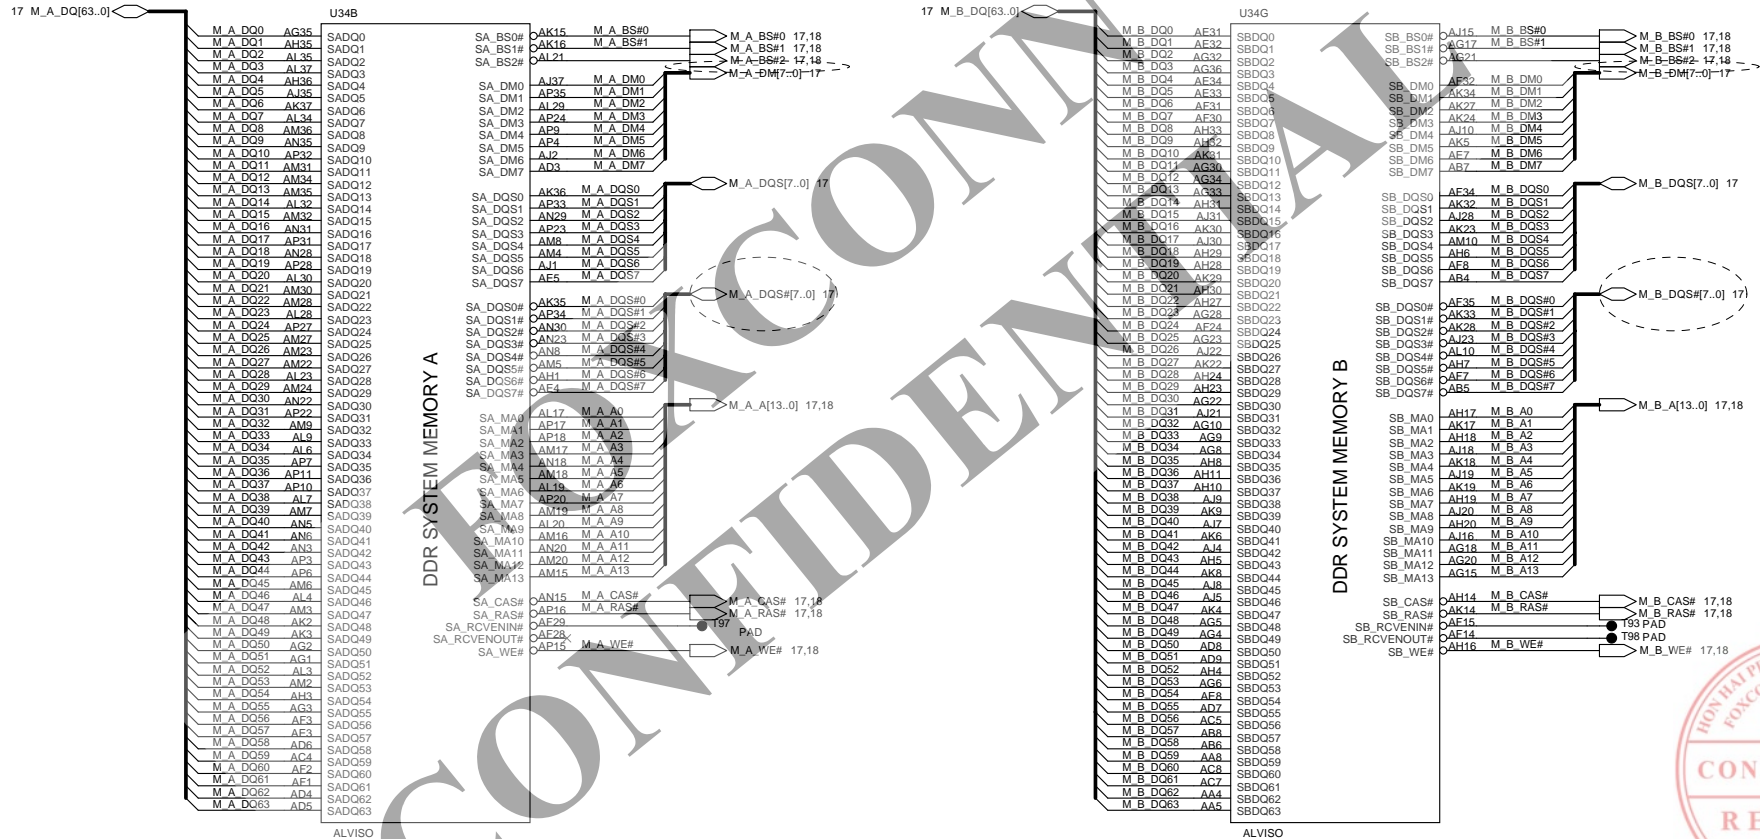 17 M_A_DQ[63..0]
U34B
M_A_DQ0 AG35 SADQ0
M_A_DQ1 AH35 SADQ1
M_A_DQ2 AL35 SADQ2
M_A_DQ3 AL37 SADQ3
M_A_DQ4 AH36 SADQ4
M_A_DQ5 AJ35 SADQ5
M_A_DQ6 AK37 SADQ6
M_A_DQ7 AL34 SADQ7
M_A_DQ8 AM36 SADQ8
M_A_DQ9 AN35 SADQ9
M_A_DQ10 AP32 SADQ10
M_A_DQ11 AM31 SADQ11
M_A_DQ12 AM34 SADQ12
M_A_DQ13 AM35 SADQ13
M_A_DQ14 AL32 SADQ14
M_A_DQ15 AM32 SADQ15
M_A_DQ16 AN31 SADQ16
M_A_DQ17 AP31 SADQ17
M_A_DQ18 AN28 SADQ18
M_A_DQ19 AP28 SADQ19
M_A_DQ20 AL30 SADQ20
M_A_DQ21 AM30 SADQ21
M_A_DQ22 AM28 SADQ22
M_A_DQ23 AL28 SADQ23
M_A_DQ24 AP27 SADQ24
M_A_DQ25 AM27 SADQ25
M_A_DQ26 AM23 SADQ26
M_A_DQ27 AM22 SADQ27
M_A_DQ28 AL23 SADQ28
M_A_DQ29 AM24 SADQ29
M_A_DQ30 AN22 SADQ30
M_A_DQ31 AP22 SADQ31
M_A_DQ32 AM9 SADQ32
M_A_DQ33 AL9 SADQ33
M_A_DQ34 AL6 SADQ34
M_A_DQ35 AP7 SADQ35
M_A_DQ36 AP11 SADQ36
M_A_DQ37 AP10 SADQ37
M_A_DQ38 AL7 SADQ38
M_A_DQ39 AM7 SADQ39
M_A_DQ40 AN5 SADQ40
M_A_DQ41 AN6 SADQ41
M_A_DQ42 AN3 SADQ42
M_A_DQ43 AP3 SADQ43
M_A_DQ44 AP6 SADQ44
M_A_DQ45 AM6 SADQ45
M_A_DQ46 AL4 SADQ46
M_A_DQ47 AM3 SADQ47
M_A_DQ48 AK2 SADQ48
M_A_DQ49 AK3 SADQ49
M_A_DQ50 AG2 SADQ50
M_A_DQ51 AG1 SADQ51
M_A_DQ52 AL3 SADQ52
M_A_DQ53 AM2 SADQ53
M_A_DQ54 AH3 SADQ54
M_A_DQ55 AG3 SADQ55
M_A_DQ56 AF3 SADQ56
M_A_DQ57 AE3 SADQ57
M_A_DQ58 AD6 SADQ58
M_A_DQ59 AC4 SADQ59
M_A_DQ60 AF2 SADQ60
M_A_DQ61 AF1 SADQ61
M_A_DQ62 AD4 SADQ62
M_A_DQ63 AD5 SADQ63
DDR SYSTEM MEMORY A
SA_BS0# AK15 M_A_BS#0 M_A_BS#0 17,18
SA_BS1# AK16 M_A_BS#1 M_A_BS#1 17,18
SA_BS2# AL21 M_A_BS#2 17,18
M_A_DM[7..0] 17
SA_DM0 AJ37 M_A_DM0
SA_DM1 AP35 M_A_DM1
SA_DM2 AL29 M_A_DM2
SA_DM3 AP24 M_A_DM3
SA_DM4 AP9 M_A_DM4
SA_DM5 AP4 M_A_DM5
SA_DM6 AJ2 M_A_DM6
SA_DM7 AD3 M_A_DM7
M_A_DQS[7..0] 17
SA_DQS0 AK36 M_A_DQS0
SA_DQS1 AP33 M_A_DQS1
SA_DQS2 AN29 M_A_DQS2
SA_DQS3 AP23 M_A_DQS3
SA_DQS4 AM8 M_A_DQS4
SA_DQS5 AM4 M_A_DQS5
SA_DQS6 AJ1 M_A_DQS6
SA_DQS7 AE5 M_A_DQS7
M_A_DQS#[7..0] 17
SA_DQS0# AK35 M_A_DQS#0
SA_DQS1# AP34 M_A_DQS#1
SA_DQS2# AN30 M_A_DQS#2
SA_DQS3# AN23 M_A_DQS#3
SA_DQS4# AN8 M_A_DQS#4
SA_DQS5# AM5 M_A_DQS#5
SA_DQS6# AH1 M_A_DQS#6
SA_DQS7# AE4 M_A_DQS#7
M_A_A[13..0] 17,18
SA_MA0 AL17 M_A_A0
SA_MA1 AP17 M_A_A1
SA_MA2 AP18 M_A_A2
SA_MA3 AM17 M_A_A3
SA_MA4 AN18 M_A_A4
SA_MA5 AM18 M_A_A5
SA_MA6 AL19 M_A_A6
SA_MA7 AP20 M_A_A7
SA_MA8 AM19 M_A_A8
SA_MA9 AL20 M_A_A9
SA_MA10 AM16 M_A_A10
SA_MA11 AN20 M_A_A11
SA_MA12 AM20 M_A_A12
SA_MA13 AM15 M_A_A13
SA_CAS# AN15 M_A_CAS# M_A_CAS# 17,18
SA_RAS# AP16 M_A_RAS# M_A_RAS# 17,18
SA_RCVENIN# AF29 T97 PAD
SA_RCVENOUT# AF28
SA_WE# AP15 M_A_WE# M_A_WE# 17,18
ALVISO
17 M_B_DQ[63..0]
U34G
M_B_DQ0 AE31 SBDQ0
M_B_DQ1 AE32 SBDQ1
M_B_DQ2 AG32 SBDQ2
M_B_DQ3 AG36 SBDQ3
M_B_DQ4 AE34 SBDQ4
M_B_DQ5 AE33 SBDQ5
M_B_DQ6 AF31 SBDQ6
M_B_DQ7 AF30 SBDQ7
M_B_DQ8 AH33 SBDQ8
M_B_DQ9 AH32 SBDQ9
M_B_DQ10 AK31 SBDQ10
M_B_DQ11 AG30 SBDQ11
M_B_DQ12 AG34 SBDQ12
M_B_DQ13 AG33 SBDQ13
M_B_DQ14 AH31 SBDQ14
M_B_DQ15 AJ31 SBDQ15
M_B_DQ16 AK30 SBDQ16
M_B_DQ17 AJ30 SBDQ17
M_B_DQ18 AH29 SBDQ18
M_B_DQ19 AH28 SBDQ19
M_B_DQ20 AK29 SBDQ20
M_B_DQ21 AH30 SBDQ21
M_B_DQ22 AH27 SBDQ22
M_B_DQ23 AG28 SBDQ23
M_B_DQ24 AF24 SBDQ24
M_B_DQ25 AG23 SBDQ25
M_B_DQ26 AJ22 SBDQ26
M_B_DQ27 AK22 SBDQ27
M_B_DQ28 AH24 SBDQ28
M_B_DQ29 AH23 SBDQ29
M_B_DQ30 AG22 SBDQ30
M_B_DQ31 AJ21 SBDQ31
M_B_DQ32 AG10 SBDQ32
M_B_DQ33 AG9 SBDQ33
M_B_DQ34 AG8 SBDQ34
M_B_DQ35 AH8 SBDQ35
M_B_DQ36 AH11 SBDQ36
M_B_DQ37 AH10 SBDQ37
M_B_DQ38 AJ9 SBDQ38
M_B_DQ39 AK9 SBDQ39
M_B_DQ40 AJ7 SBDQ40
M_B_DQ41 AK6 SBDQ41
M_B_DQ42 AJ4 SBDQ42
M_B_DQ43 AH5 SBDQ43
M_B_DQ44 AK8 SBDQ44
M_B_DQ45 AJ8 SBDQ45
M_B_DQ46 AJ5 SBDQ46
M_B_DQ47 AK4 SBDQ47
M_B_DQ48 AG5 SBDQ48
M_B_DQ49 AG4 SBDQ49
M_B_DQ50 AD8 SBDQ50
M_B_DQ51 AD9 SBDQ51
M_B_DQ52 AH4 SBDQ52
M_B_DQ53 AG6 SBDQ53
M_B_DQ54 AE8 SBDQ54
M_B_DQ55 AD7 SBDQ55
M_B_DQ56 AC5 SBDQ56
M_B_DQ57 AB8 SBDQ57
M_B_DQ58 AB6 SBDQ58
M_B_DQ59 AA8 SBDQ59
M_B_DQ60 AC8 SBDQ60
M_B_DQ61 AC7 SBDQ61
M_B_DQ62 AA4 SBDQ62
M_B_DQ63 AA5 SBDQ63
DDR SYSTEM MEMORY B
SB_BS0# AJ15 M_B_BS#0 M_B_BS#0 17,18
SB_BS1# AG17 M_B_BS#1 M_B_BS#1 17,18
SB_BS2# AG21 M_B_BS#2 17,18
M_B_DM[7..0] 17
SB_DM0 AF32 M_B_DM0
SB_DM1 AK34 M_B_DM1
SB_DM2 AK27 M_B_DM2
SB_DM3 AK24 M_B_DM3
SB_DM4 AJ10 M_B_DM4
SB_DM5 AK5 M_B_DM5
SB_DM6 AE7 M_B_DM6
SB_DM7 AB7 M_B_DM7
M_B_DQS[7..0] 17
SB_DQS0 AF34 M_B_DQS0
SB_DQS1 AK32 M_B_DQS1
SB_DQS2 AJ28 M_B_DQS2
SB_DQS3 AK23 M_B_DQS3
SB_DQS4 AM10 M_B_DQS4
SB_DQS5 AH6 M_B_DQS5
SB_DQS6 AF8 M_B_DQS6
SB_DQS7 AB4 M_B_DQS7
M_B_DQS#[7..0] 17
SB_DQS0# AF35 M_B_DQS#0
SB_DQS1# AK33 M_B_DQS#1
SB_DQS2# AK28 M_B_DQS#2
SB_DQS3# AJ23 M_B_DQS#3
SB_DQS4# AL10 M_B_DQS#4
SB_DQS5# AH7 M_B_DQS#5
SB_DQS6# AF7 M_B_DQS#6
SB_DQS7# AB5 M_B_DQS#7
M_B_A[13..0] 17,18
SB_MA0 AH17 M_B_A0
SB_MA1 AK17 M_B_A1
SB_MA2 AH18 M_B_A2
SB_MA3 AJ18 M_B_A3
SB_MA4 AK18 M_B_A4
SB_MA5 AJ19 M_B_A5
SB_MA6 AK19 M_B_A6
SB_MA7 AH19 M_B_A7
SB_MA8 AJ20 M_B_A8
SB_MA9 AH20 M_B_A9
SB_MA10 AJ16 M_B_A10
SB_MA11 AG18 M_B_A11
SB_MA12 AG20 M_B_A12
SB_MA13 AG15 M_B_A13
SB_CAS# AH14 M_B_CAS# M_B_CAS# 17,18
SB_RAS# AK14 M_B_RAS# M_B_RAS# 17,18
SB_RCVENIN# AF15 T93 PAD
SB_RCVENOUT# AF14 T98 PAD
SB_WE# AH16 M_B_WE# M_B_WE# 17,18
ALVISO
FOXCONN
CONFIDENTIAL
HON HAI
FOXCO
CON
RE